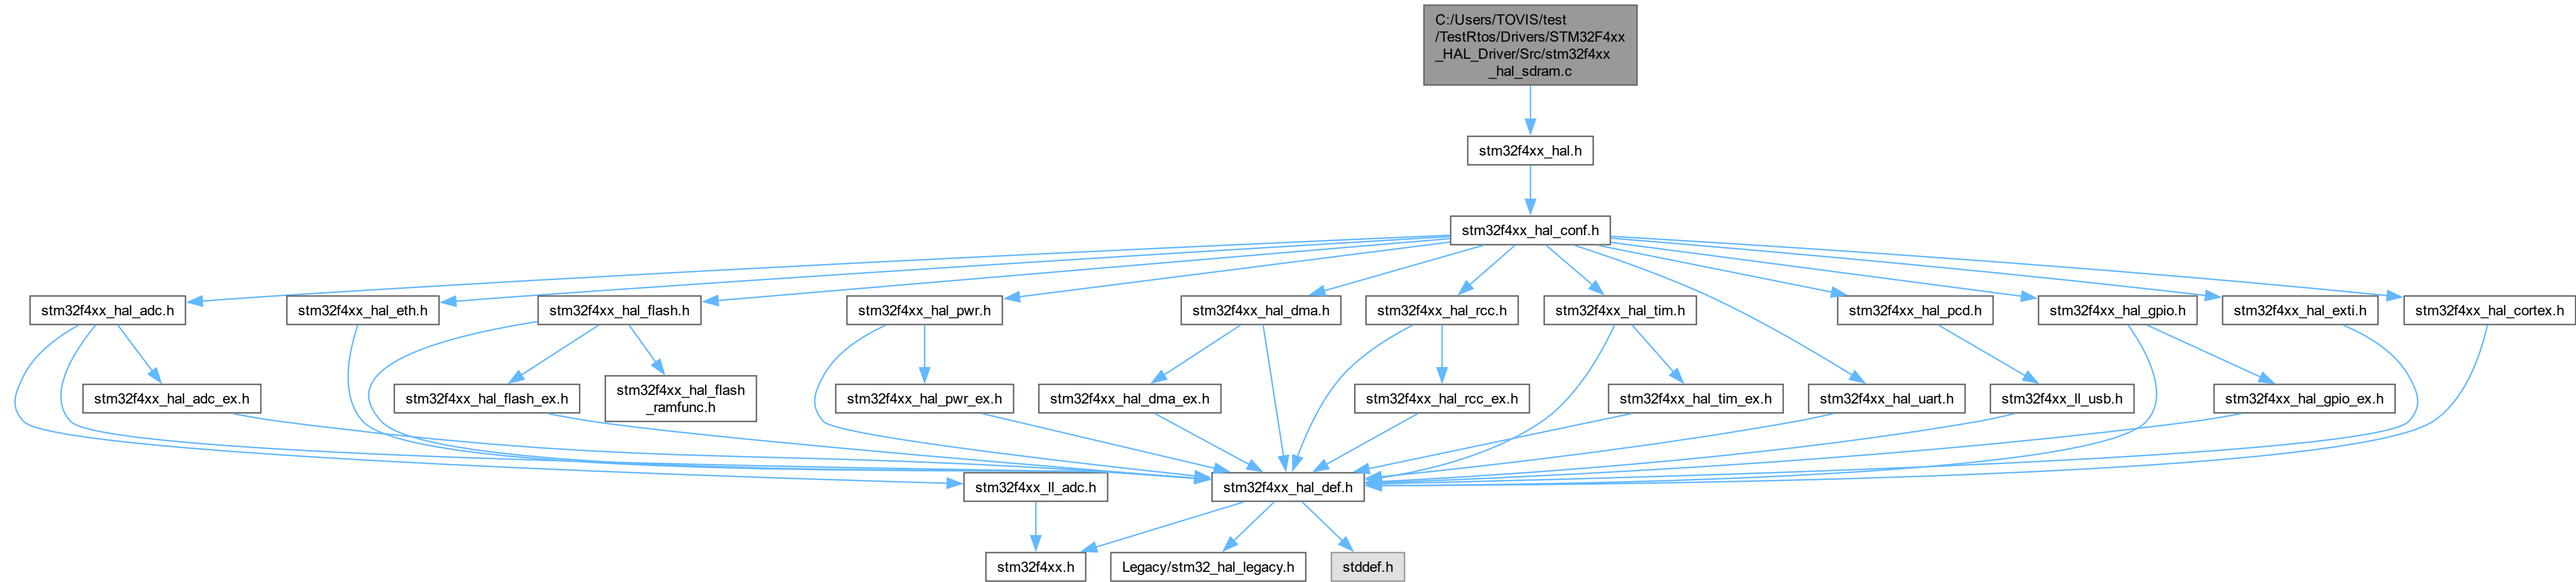 C:/Users/TOVIS/test
/TestRtos/Drivers/STM32F4xx
_HAL_Driver/Src/stm32f4xx
_hal_sdram.c
stm32f4xx_hal.h
stm32f4xx_hal_conf.h
stm32f4xx_hal_adc.h
stm32f4xx_hal_eth.h
stm32f4xx_hal_flash.h
stm32f4xx_hal_pwr.h
stm32f4xx_hal_dma.h
stm32f4xx_hal_rcc.h
stm32f4xx_hal_tim.h
stm32f4xx_hal_pcd.h
stm32f4xx_hal_gpio.h
stm32f4xx_hal_exti.h
stm32f4xx_hal_cortex.h
stm32f4xx_hal_adc_ex.h
stm32f4xx_hal_flash_ex.h
stm32f4xx_hal_flash
_ramfunc.h
stm32f4xx_hal_pwr_ex.h
stm32f4xx_hal_dma_ex.h
stm32f4xx_hal_rcc_ex.h
stm32f4xx_hal_tim_ex.h
stm32f4xx_hal_uart.h
stm32f4xx_ll_usb.h
stm32f4xx_hal_gpio_ex.h
stm32f4xx_ll_adc.h
stm32f4xx_hal_def.h
stm32f4xx.h
Legacy/stm32_hal_legacy.h
stddef.h